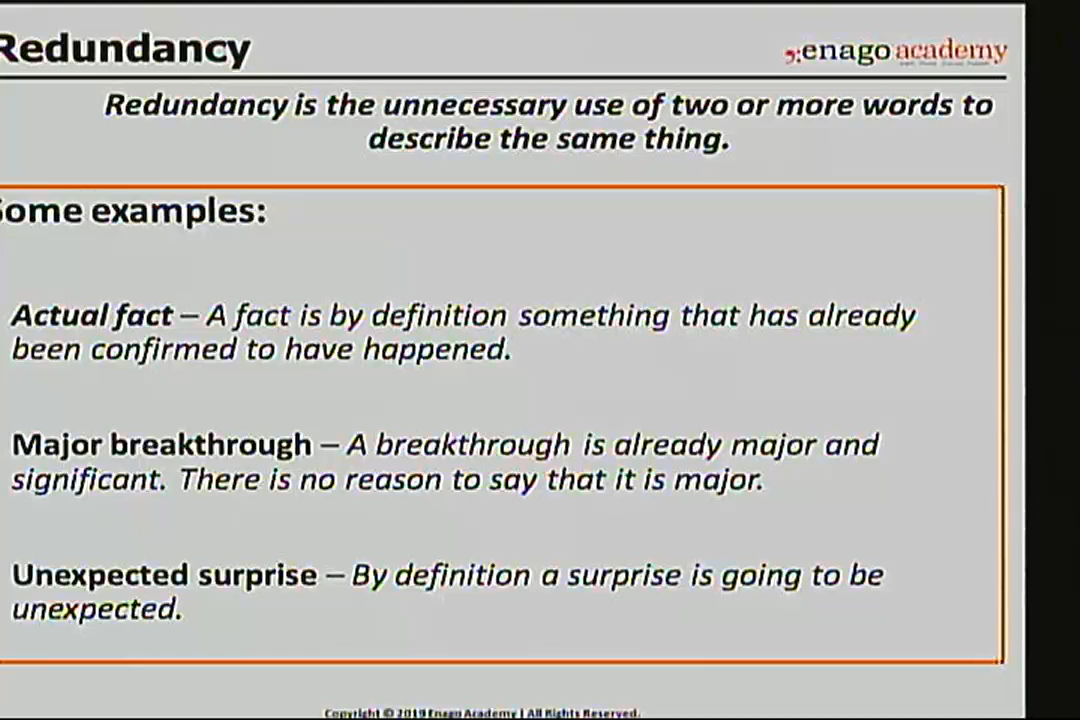 Redundancy
enago academy
Redundancy is the unnecessary use of two or more words to
describe the same thing.
Some examples:
Actual fact – A fact is by definition something that has already
been confirmed to have happened.
Major breakthrough – A breakthrough is already major and
significant. There is no reason to say that it is major.
Unexpected surprise – By definition a surprise is going to be
unexpected.
Copyright © 2019 Enago Academy | All Rights Reserved.